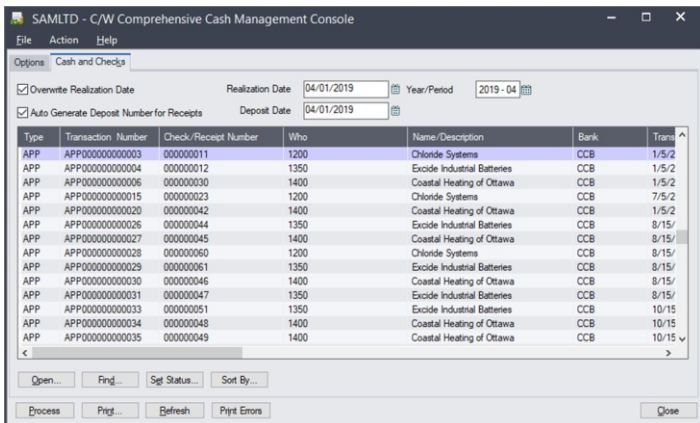 SAMLTD - C/W Comprehensive Cash Management Console
File Action Help
Options Cash and Checks
Overwrite Realization Date Realization Date 04/01/2019 Year/Period 2019 - 04
Auto Generate Deposit Number for Receipts Deposit Date 04/01/2019
Type Transaction Number Check/Receipt Number Who Name/Description Bank Trans
APP APP000000000003 000000011 1200 Chloride Systems CCB 1/5/2
APP APP000000000004 000000012 1350 Excide Industrial Batteries CCB 1/5/2
APP APP000000000006 000000030 1400 Coastal Heating of Ottawa CCB 1/5/2
APP APP000000000015 000000023 1200 Chloride Systems CCB 7/5/2
APP APP000000000020 000000042 1400 Coastal Heating of Ottawa CCB 1/5/2
APP APP000000000026 000000044 1350 Excide Industrial Batteries CCB 8/15/
APP APP000000000027 000000045 1400 Coastal Heating of Ottawa CCB 8/15/
APP APP000000000028 000000060 1200 Chloride Systems CCB 8/15/
APP APP000000000029 000000061 1350 Excide Industrial Batteries CCB 8/15/
APP APP000000000030 000000046 1400 Coastal Heating of Ottawa CCB 8/15/
APP APP000000000031 000000047 1350 Excide Industrial Batteries CCB 8/15/
APP APP000000000033 000000051 1350 Excide Industrial Batteries CCB 10/15
APP APP000000000034 000000048 1400 Coastal Heating of Ottawa CCB 10/15
APP APP000000000035 000000049 1400 Coastal Heating of Ottawa CCB 10/15
Open... Find... Set Status... Sort By...
Process Print... Refresh Print Errors Close